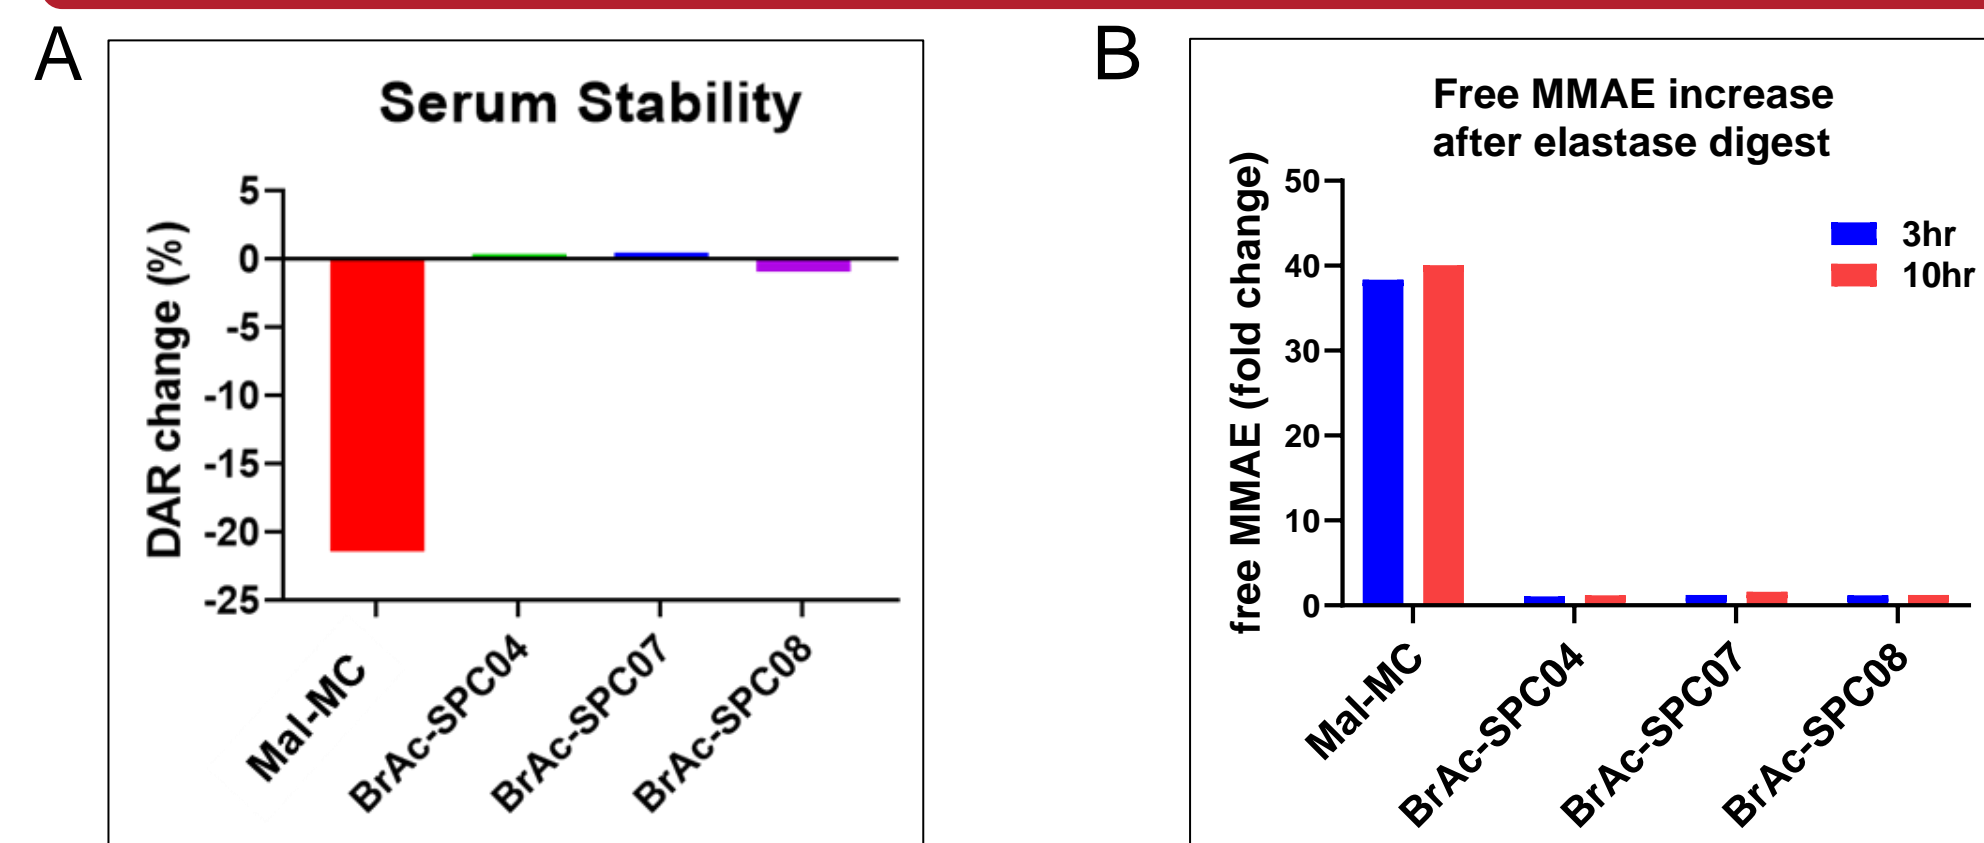 A
Serum Stability
DAR change (%)
5
0
-5
-10
-15
-20
-25
Mal-MC
BrAc-SPC04
BrAc-SPC07
BrAc-SPC08
B
Free MMAE increase
after elastase digest
free MMAE (fold change)
50
40
30
20
10
0
3hr
10hr
Mal-MC
BrAc-SPC04
BrAc-SPC07
BrAc-SPC08